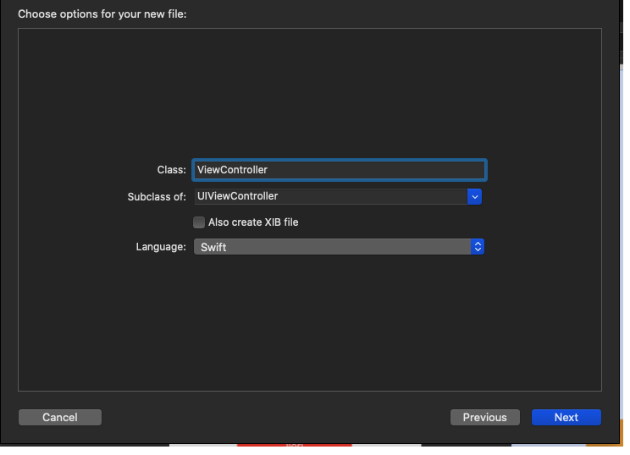 Choose options for your new file:
Class: ViewController
Subclass of: UIViewController
Also create XIB file
Language: Swift
Cancel Previous Next